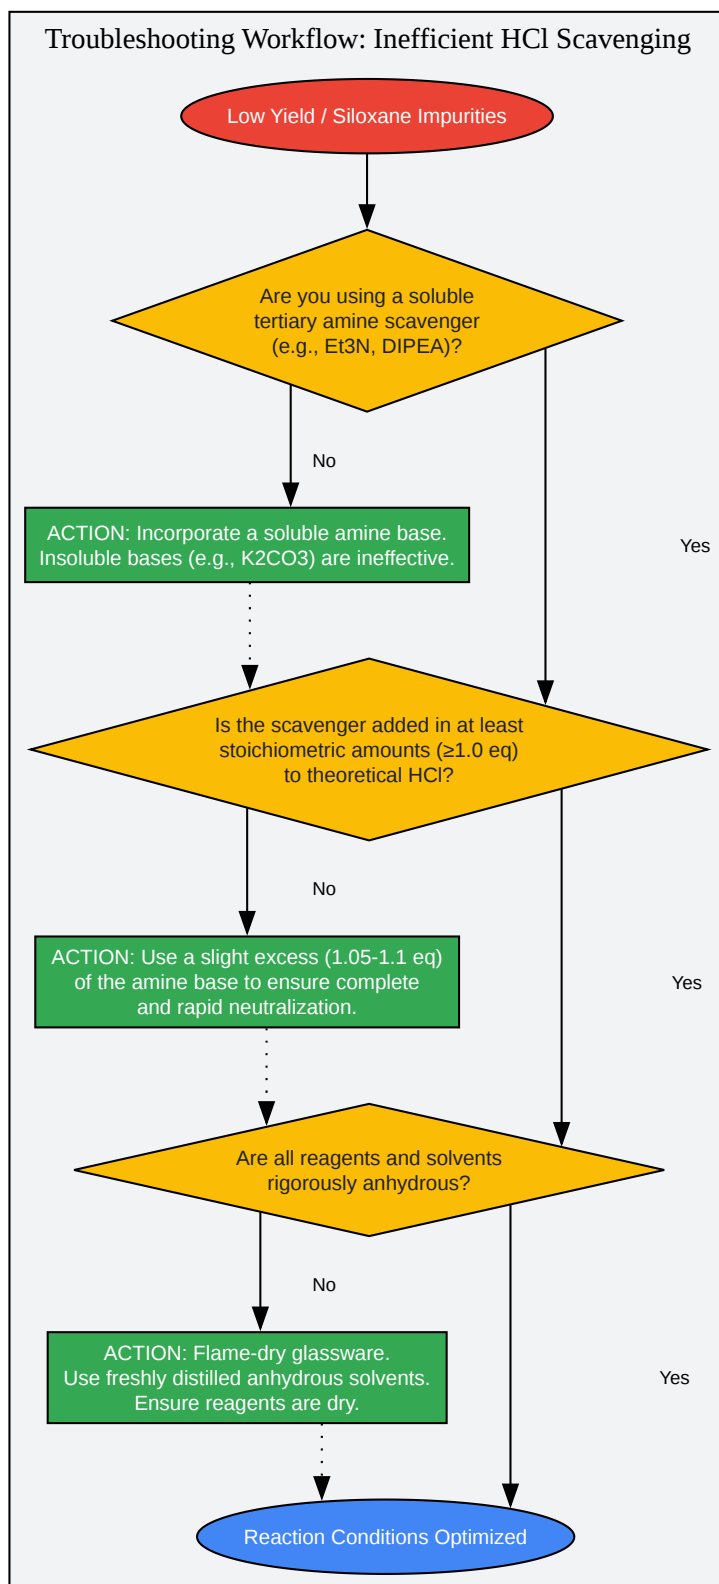 Troubleshooting Workflow: Inefficient HCl Scavenging
Low Yield / Siloxane Impurities
Are you using a soluble
tertiary amine scavenger
(e.g., Et3N, DIPEA)?
No
ACTION: Incorporate a soluble amine base.
Insoluble bases (e.g., K2CO3) are ineffective.
Yes
Is the scavenger added in at least
stoichiometric amounts (≥1.0 eq)
to theoretical HCl?
No
ACTION: Use a slight excess (1.05-1.1 eq)
of the amine base to ensure complete
and rapid neutralization.
Yes
Are all reagents and solvents
rigorously anhydrous?
No
ACTION: Flame-dry glassware.
Use freshly distilled anhydrous solvents.
Ensure reagents are dry.
Yes
Reaction Conditions Optimized